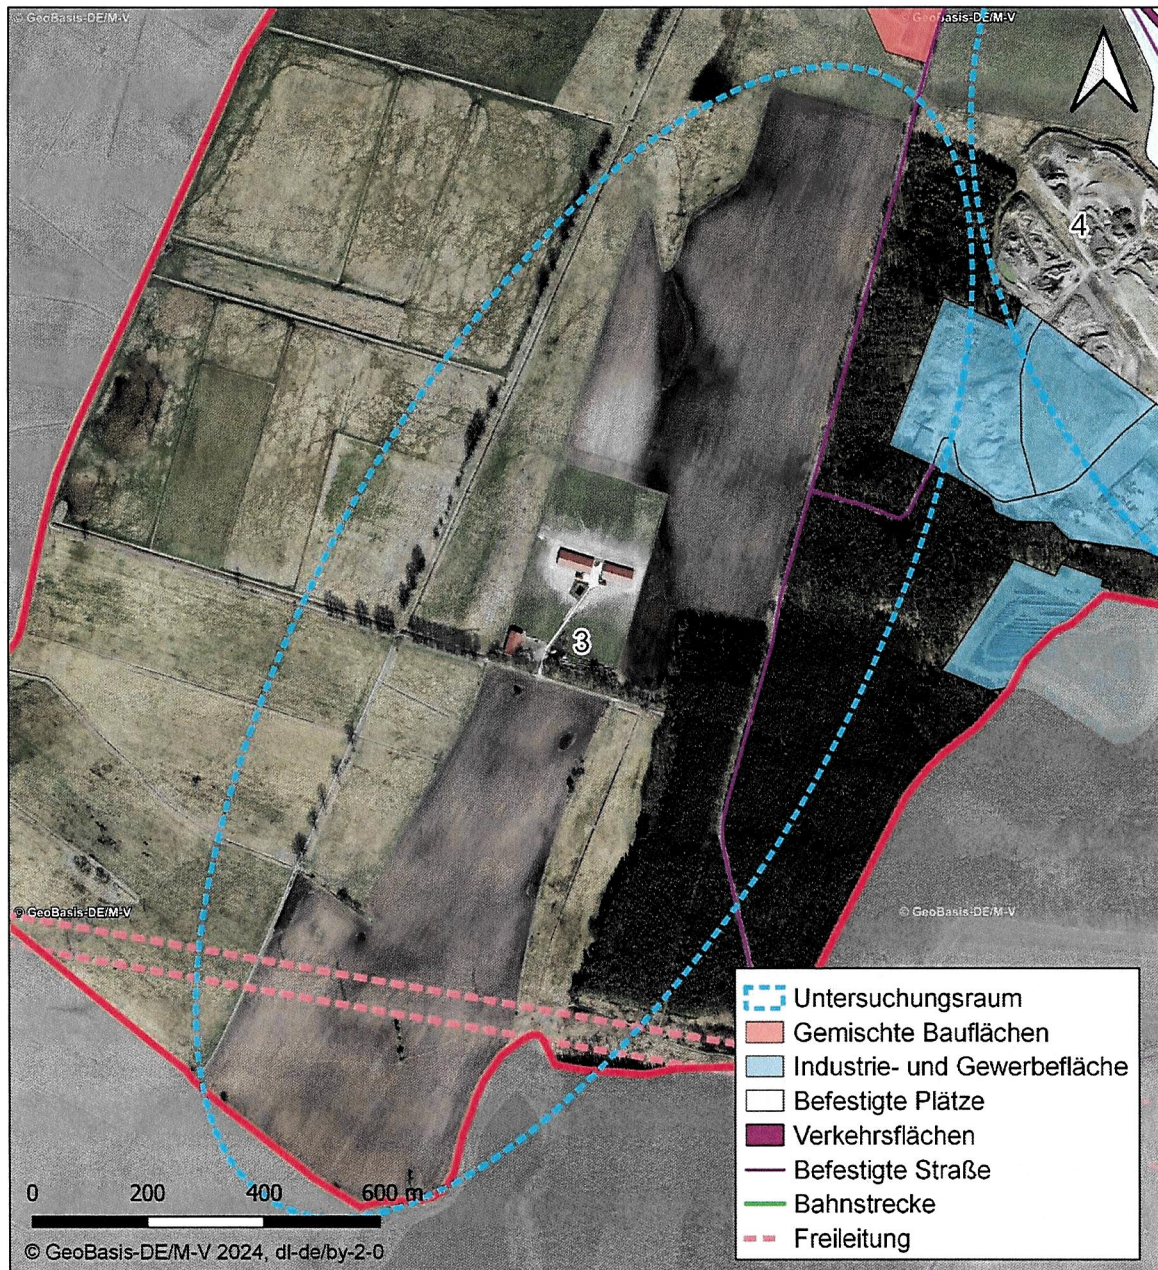 © GeoBasis-DE/M-V
© GeoBasis-DE/M-V
4
3
© GeoBasis-DE/M-V
© GeoBasis-DE/M-V
Untersuchungsraum
Gemischte Bauflächen
Industrie- und Gewerbefläche
Befestigte Plätze
Verkehrsflächen
Befestigte Straße
Bahnstrecke
Freileitung
0 200 400 600 m
© GeoBasis-DE/M-V 2024, dl-de/by-2-0